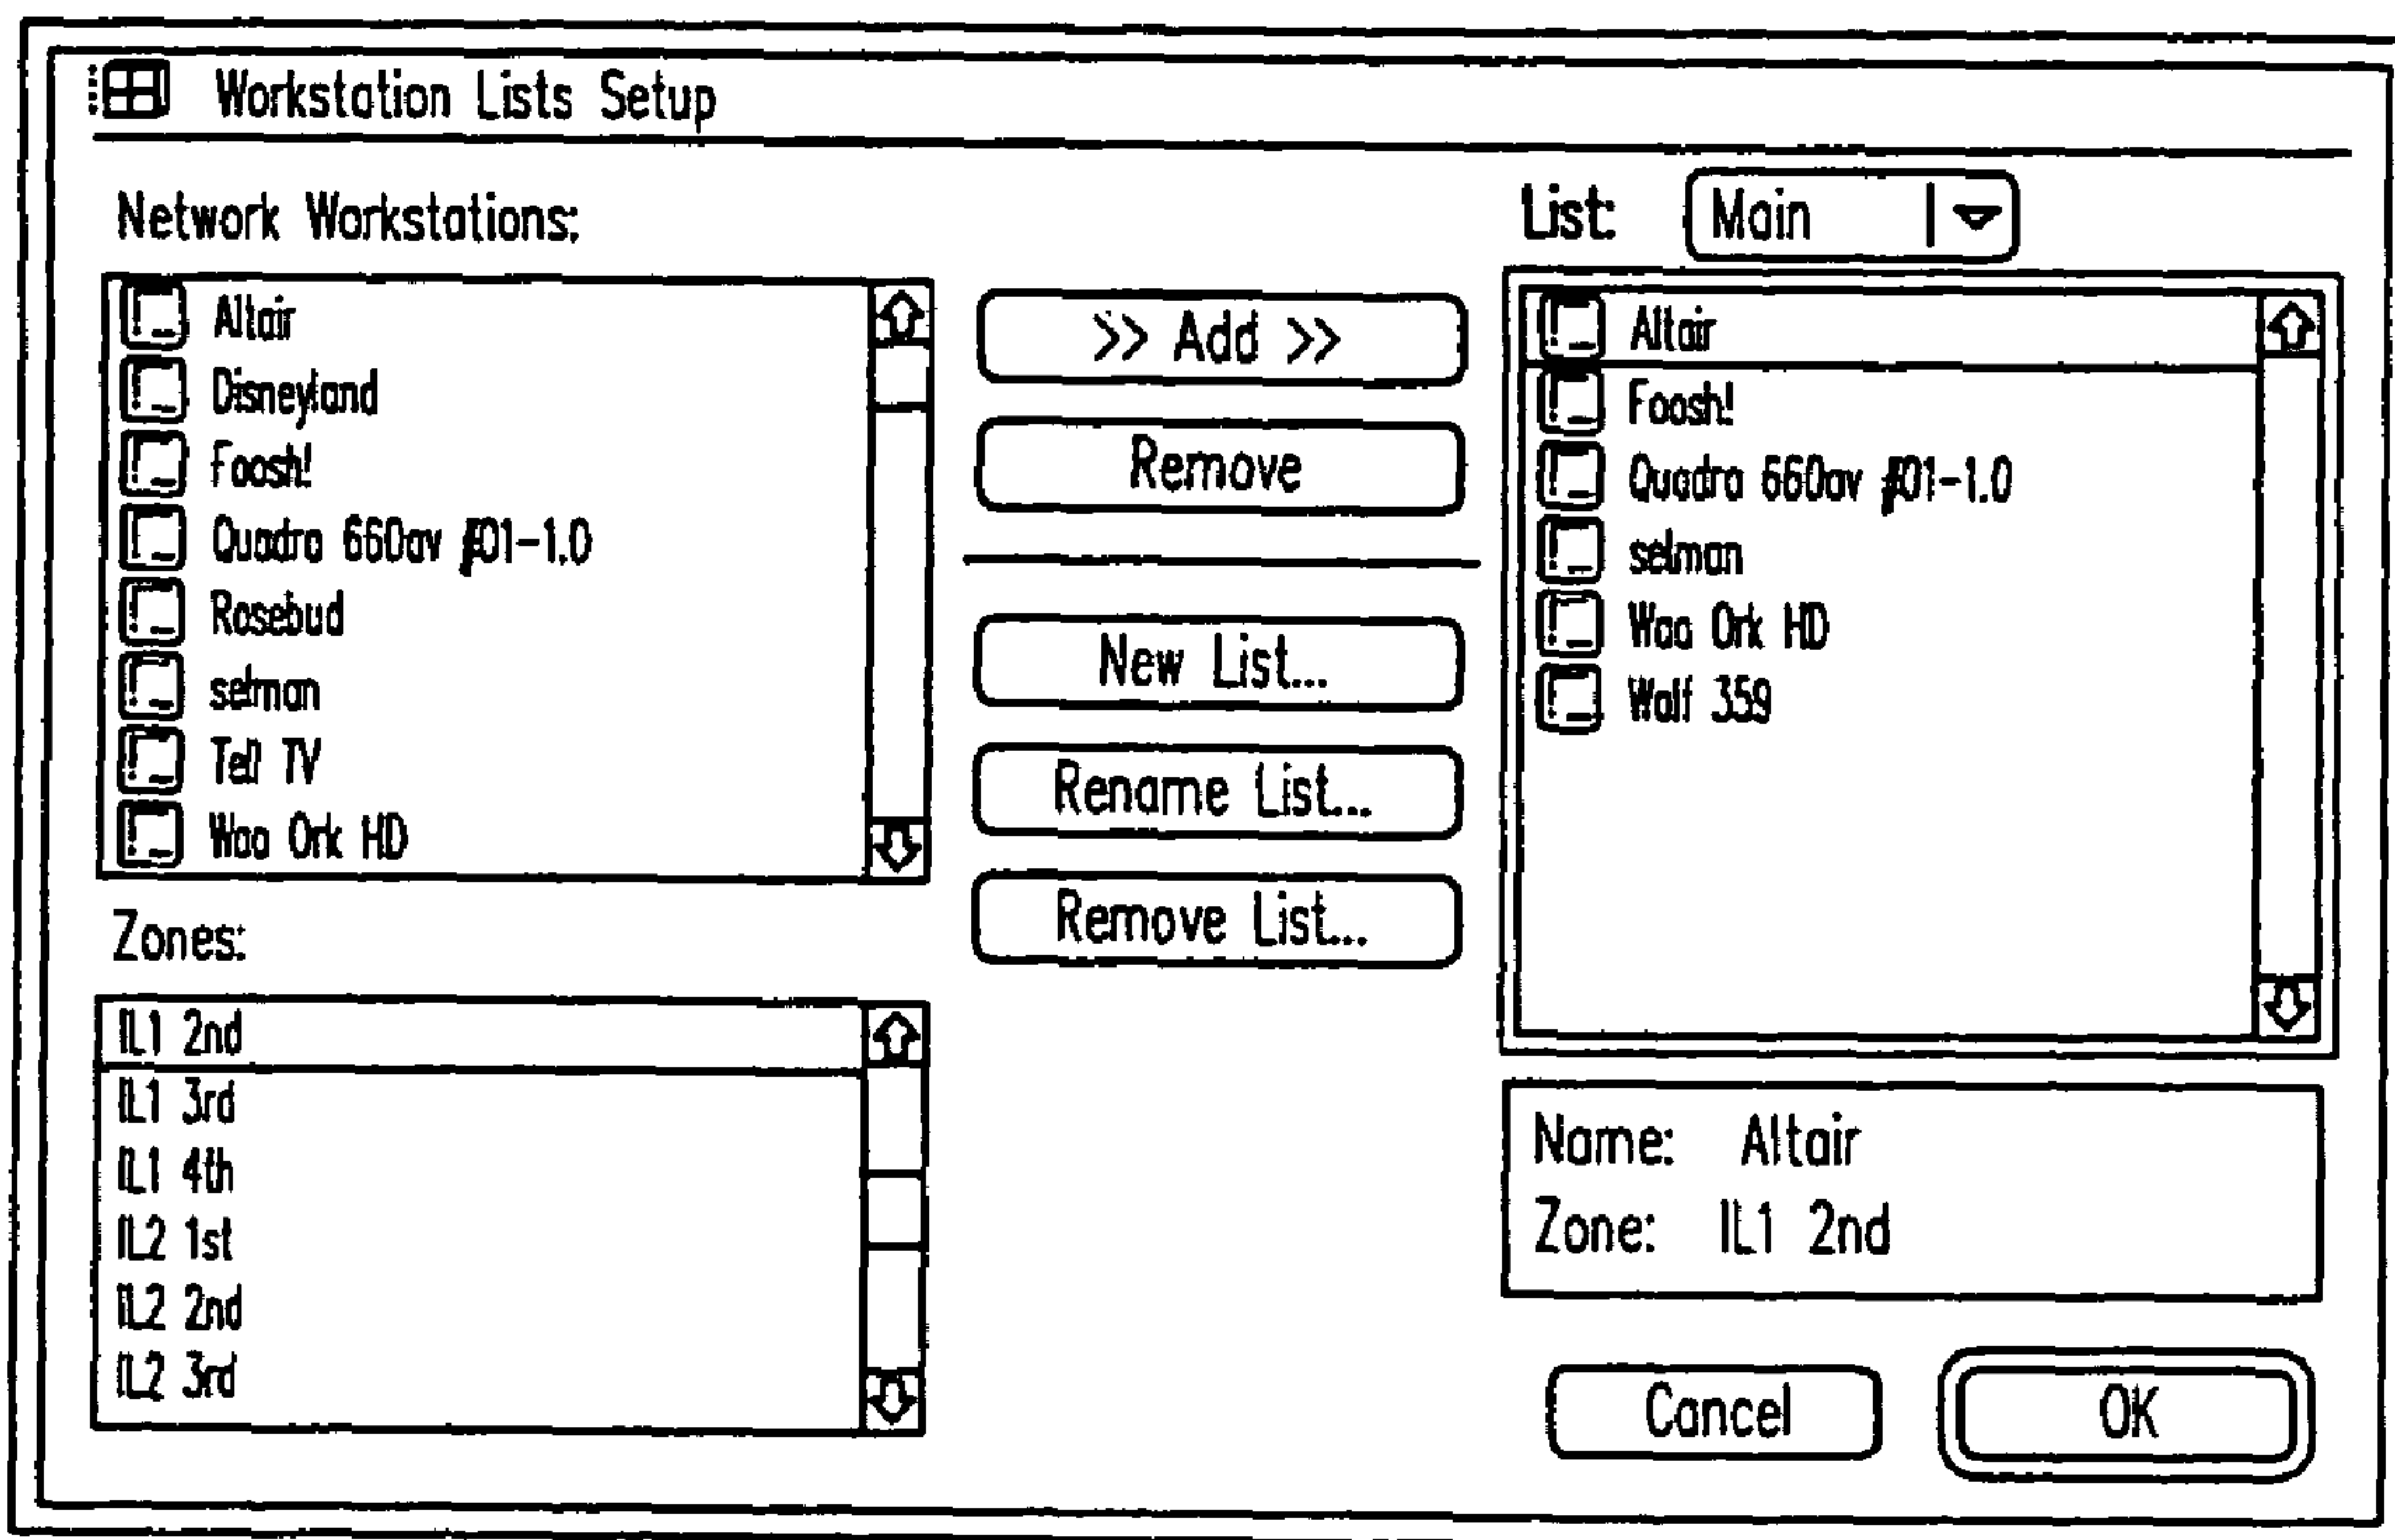 Workstation Lists Setup
Network Workstations:
Altair
Disneyland
Foosh!
Quadra 660av #01-1.0
Rosebud
selman
Tell TV
Waa Ork HD
Zones:
IL1 2nd
IL1 3rd
IL1 4th
IL2 1st
IL2 2nd
IL2 3rd
>> Add >>
Remove
New List...
Rename List...
Remove List...
List: Main
Altair
Foosh!
Quadra 660av #01-1.0
selman
Waa Ork HD
Wolf 359
Name: Altair
Zone: IL1 2nd
Cancel
OK